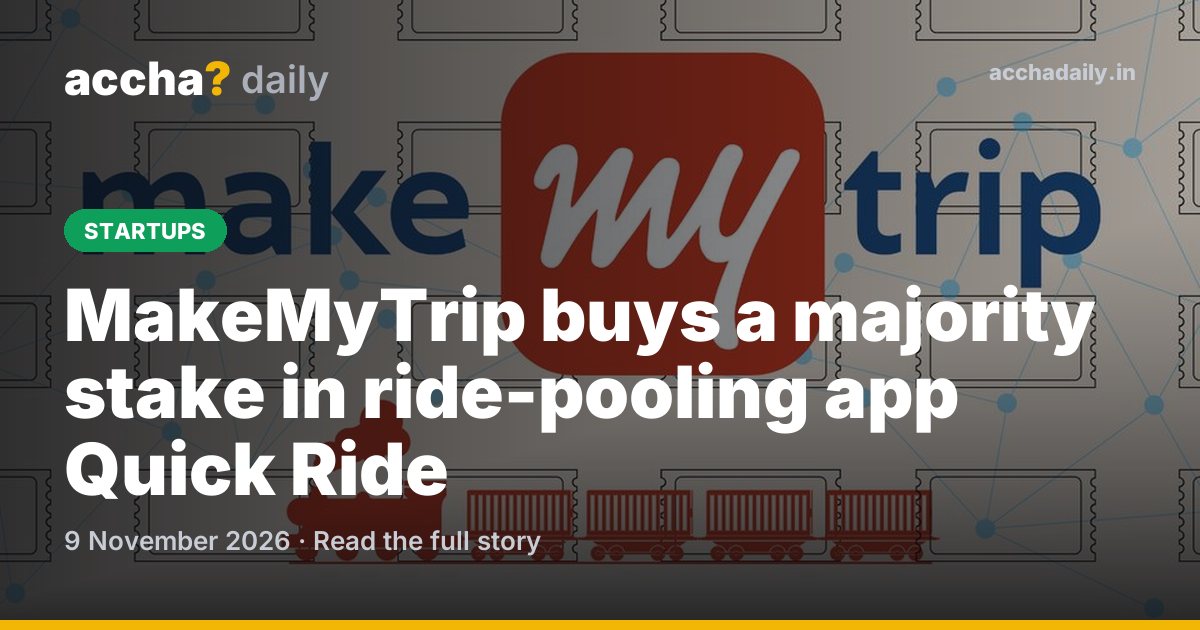 accha? daily
acchadaily.in
make my trip
STARTUPS
MakeMyTrip buys a majority
stake in ride-pooling app
Quick Ride
9 November 2026 · Read the full story